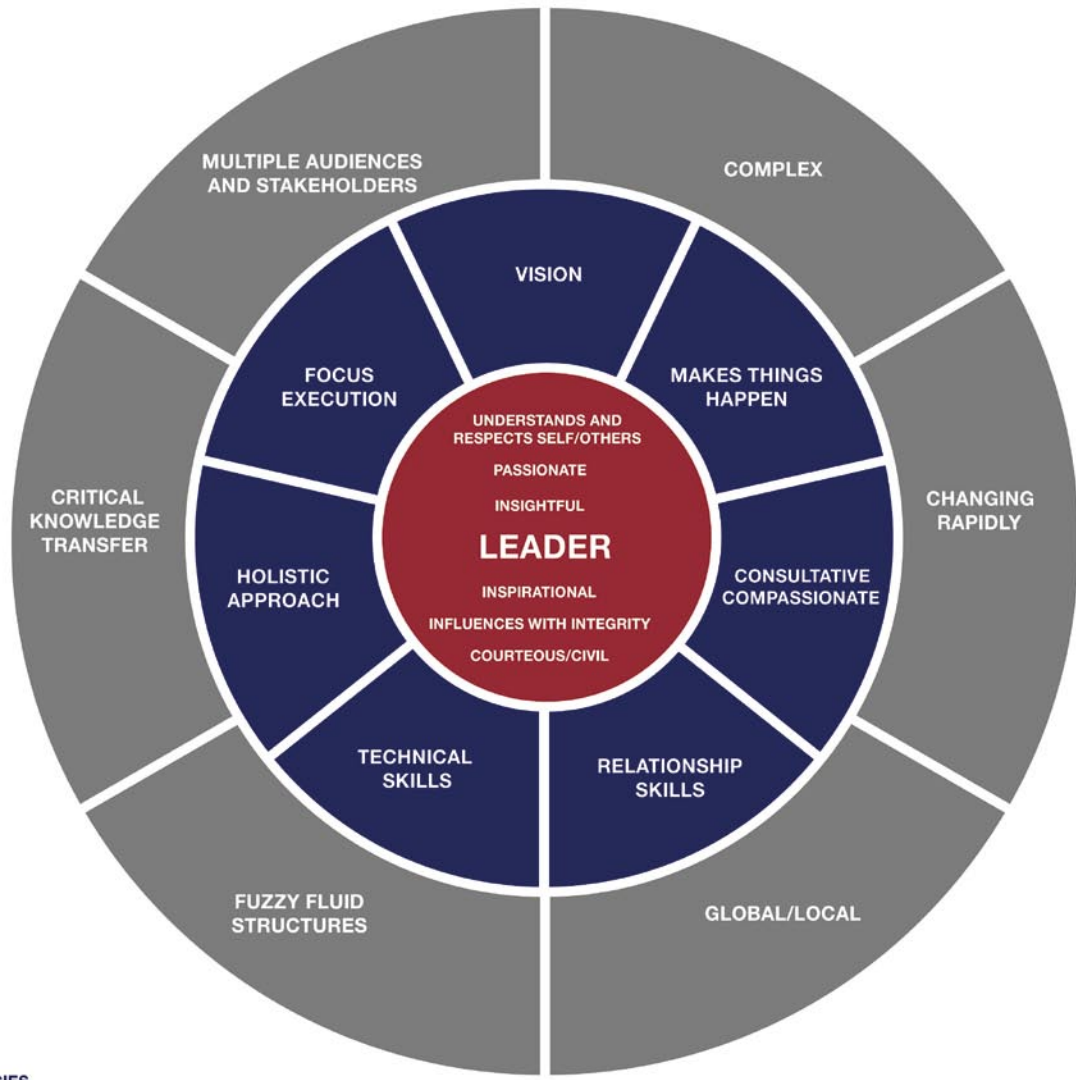 MULTIPLE AUDIENCES
AND STAKEHOLDERS
COMPLEX
VISION
FOCUS
EXECUTION
MAKES THINGS
HAPPEN
UNDERSTANDS AND
RESPECTS SELF/OTHERS
PASSIONATE
INSIGHTFUL
LEADER
INSPIRATIONAL
INFLUENCES WITH INTEGRITY
COURTEOUS/CIVIL
CRITICAL
KNOWLEDGE
TRANSFER
CHANGING
RAPIDLY
HOLISTIC
APPROACH
CONSULTATIVE
COMPASSIONATE
TECHNICAL
SKILLS
RELATIONSHIP
SKILLS
FUZZY FLUID
STRUCTURES
GLOBAL/LOCAL